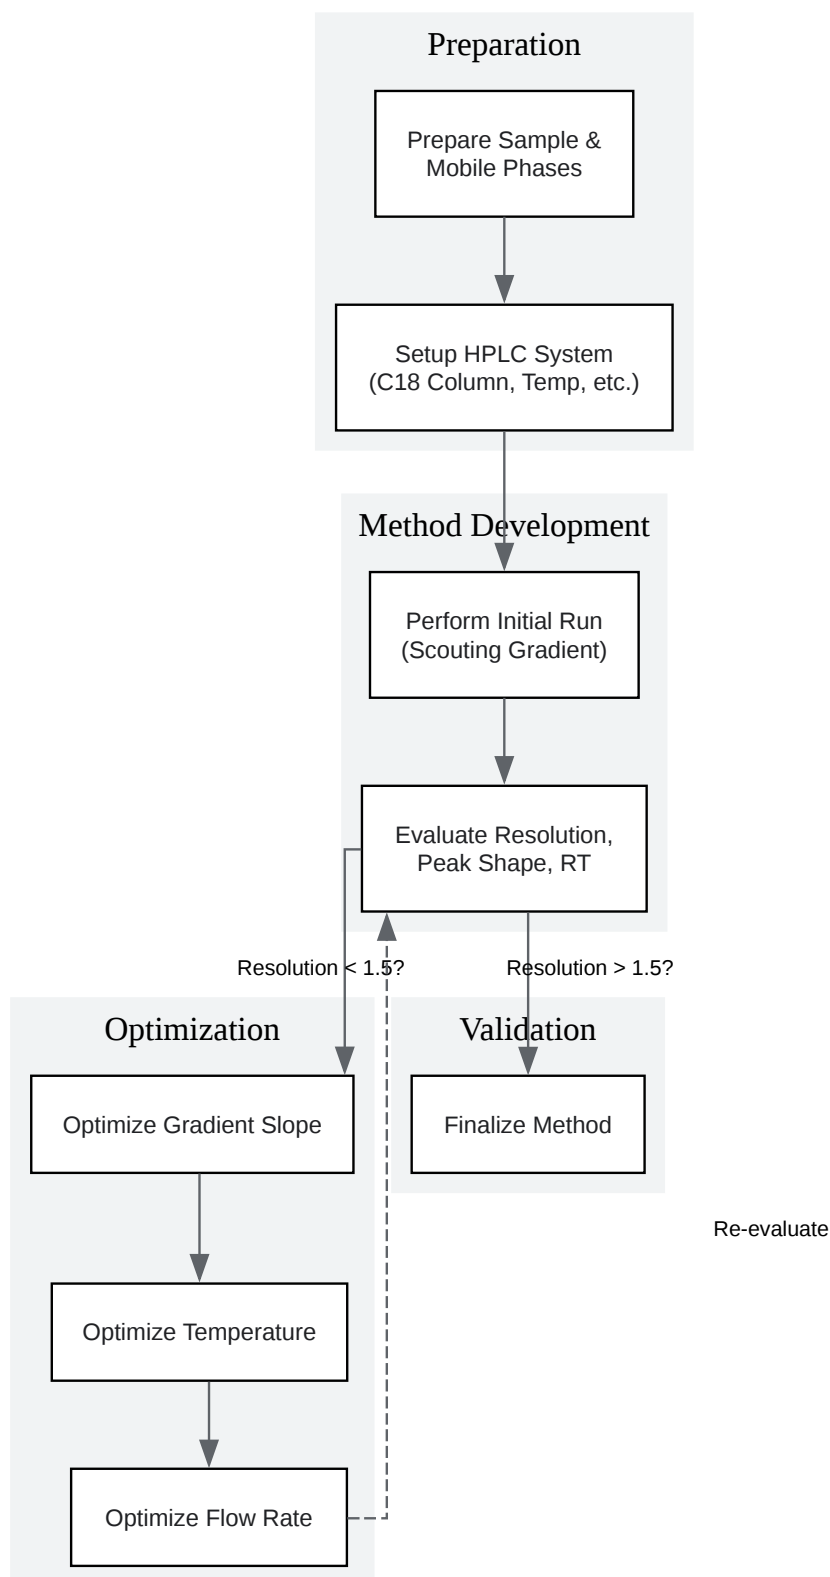 Preparation
Prepare Sample &
Mobile Phases
Setup HPLC System
(C18 Column, Temp, etc.)
Method Development
Perform Initial Run
(Scouting Gradient)
Evaluate Resolution,
Peak Shape, RT
Resolution < 1.5?
Resolution > 1.5?
Optimization
Validation
Optimize Gradient Slope
Finalize Method
Re-evaluate
Optimize Temperature
Optimize Flow Rate